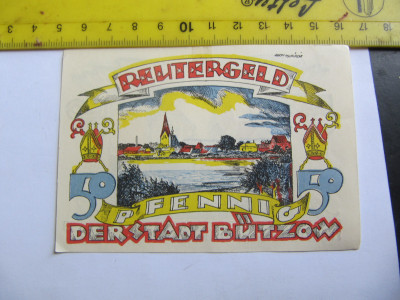 REUTERGELD
50 50
PFENNIG
DER STADT BÜTZOW